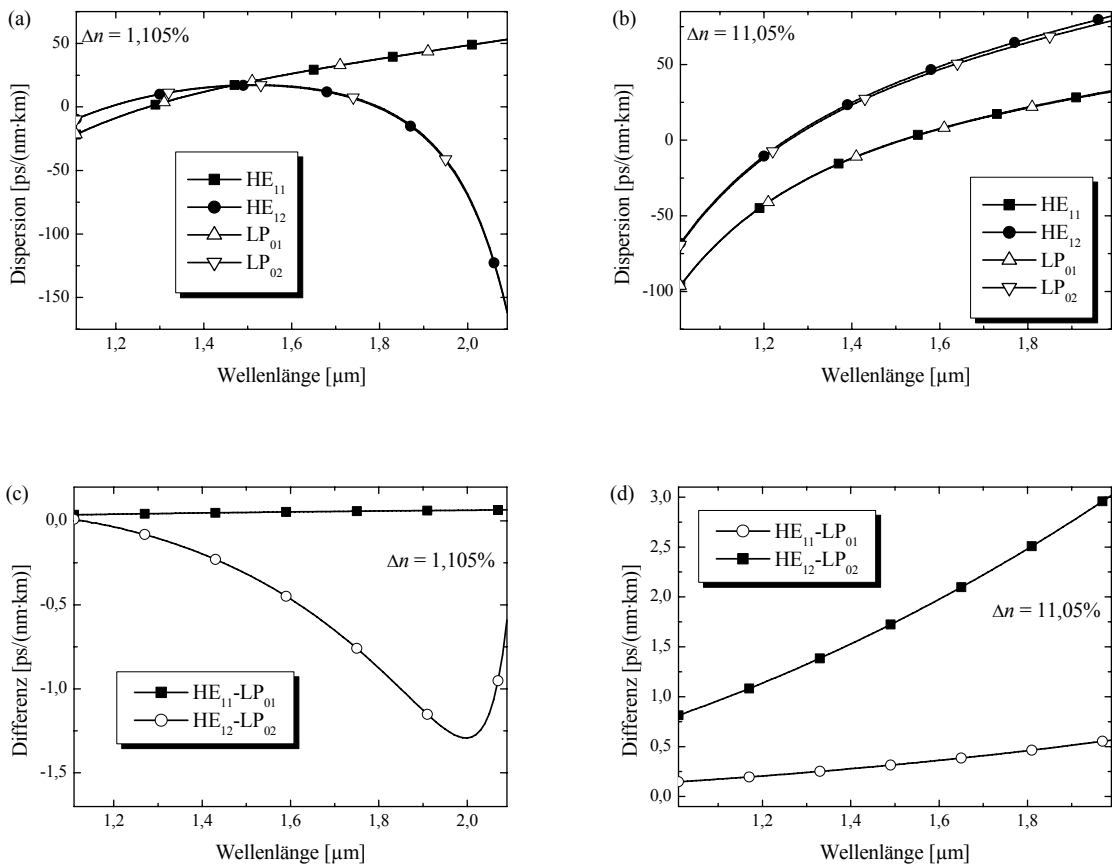 (a)
Δn = 1,105%
50
0
-50
-100
-150
Dispersion [ps/(nm·km)]
HE11
HE12
LP01
LP02
1,2 1,4 1,6 1,8 2,0
Wellenlänge [µm]
(b)
Δn = 11,05%
50
0
-50
-100
Dispersion [ps/(nm·km)]
HE11
HE12
LP01
LP02
1,2 1,4 1,6 1,8
Wellenlänge [µm]
(c)
0,0
-0,5
-1,0
-1,5
Differenz [ps/(nm·km)]
Δn = 1,105%
HE11-LP01
HE12-LP02
1,2 1,4 1,6 1,8 2,0
Wellenlänge [µm]
(d)
3,0
2,5
2,0
1,5
1,0
0,5
0,0
Differenz [ps/(nm·km)]
HE11-LP01
HE12-LP02
Δn = 11,05%
1,2 1,4 1,6 1,8
Wellenlänge [µm]